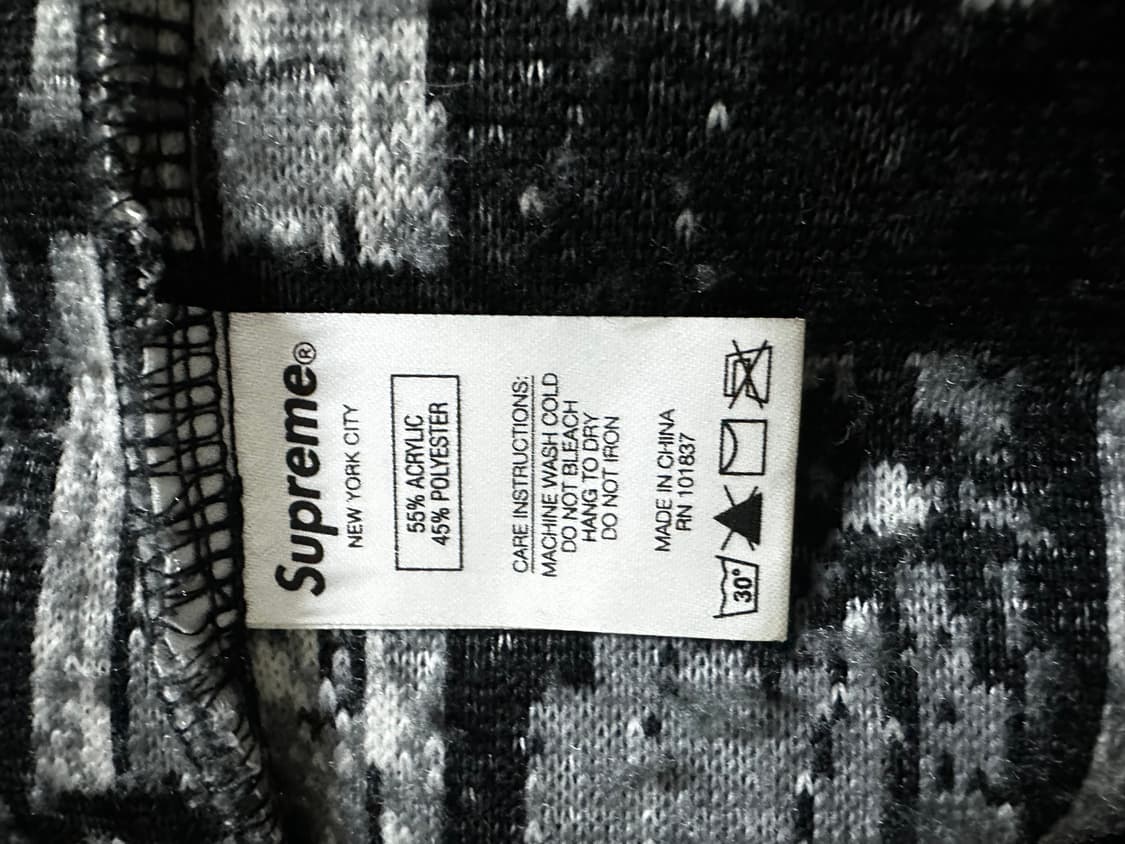 Supreme®
NEW YORK CITY
55% ACRYLIC
45% POLYESTER
CARE INSTRUCTIONS:
MACHINE WASH COLD
DO NOT BLEACH
HANG TO DRY
DO NOT IRON
MADE IN CHINA
RN 101837
30°